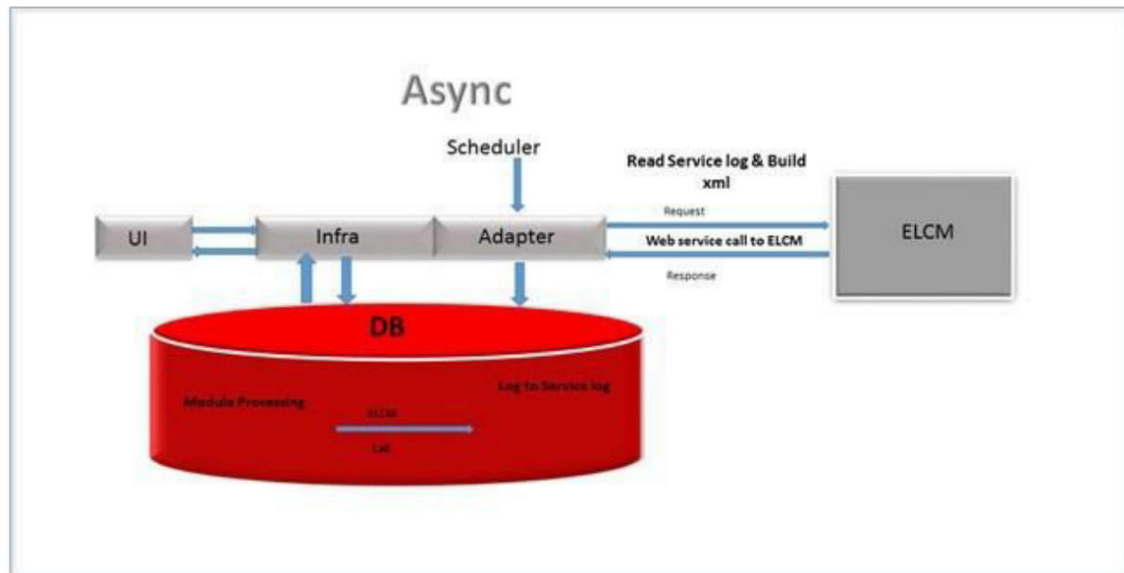 Async
Scheduler
Read Service log & Build
xml
Request
UI
Infra
Adapter
Web service call to ELCM
ELCM
Response
DB
Module Processing
Log to Service log
ELCM
Call